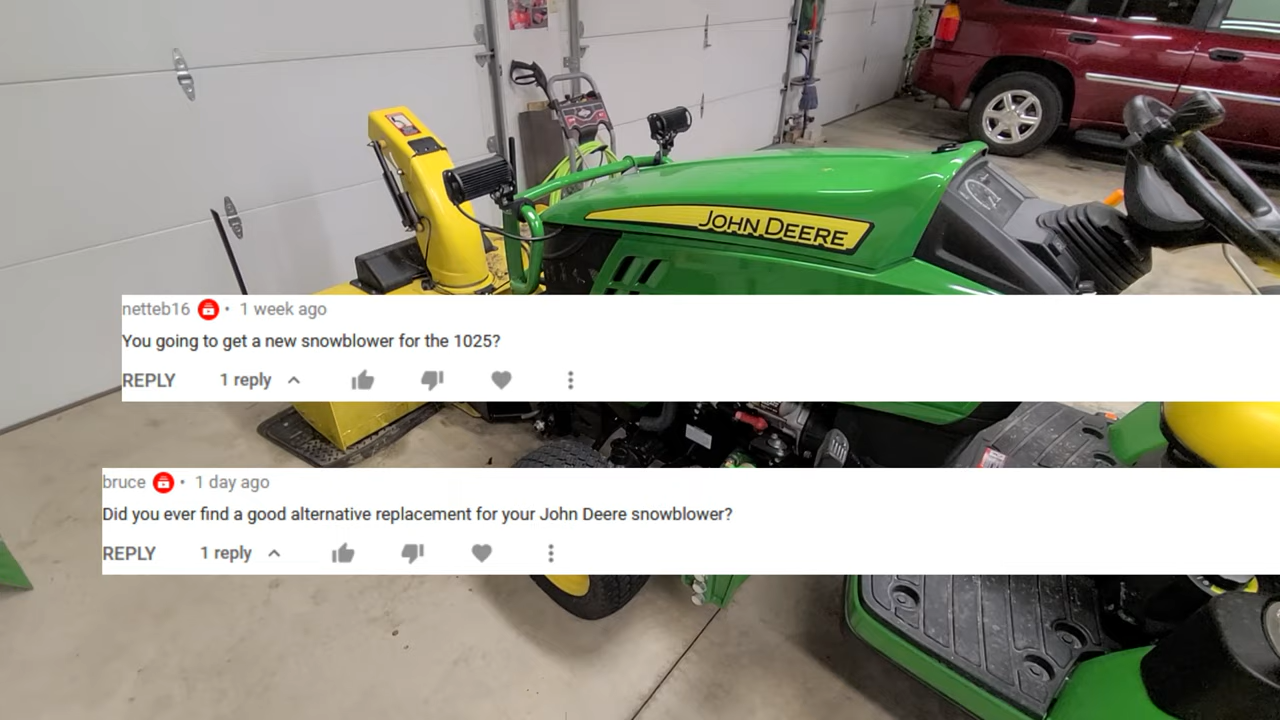 JOHN DEERE
netteb16 • 1 week ago
You going to get a new snowblower for the 1025?
REPLY 1 reply
bruce • 1 day ago
Did you ever find a good alternative replacement for your John Deere snowblower?
REPLY 1 reply